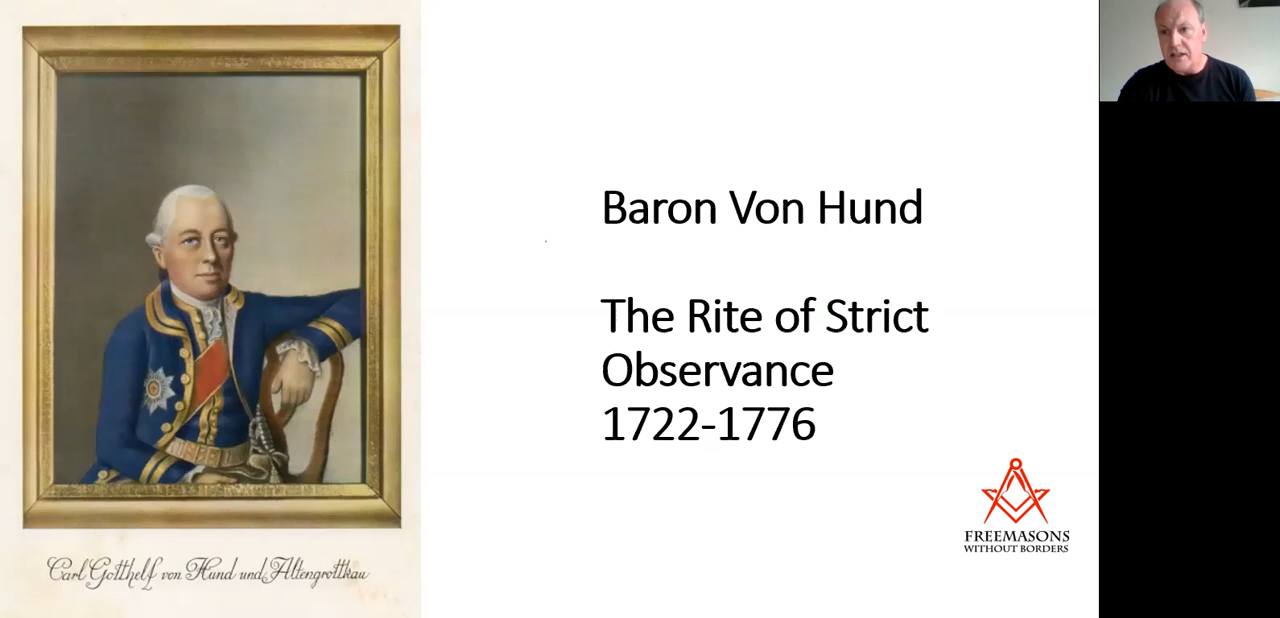 Carl Gotthelf von Hund und Altengrottkau
Baron Von Hund
The Rite of Strict
Observance
1722-1776
FREEMASONS
WITHOUT BORDERS